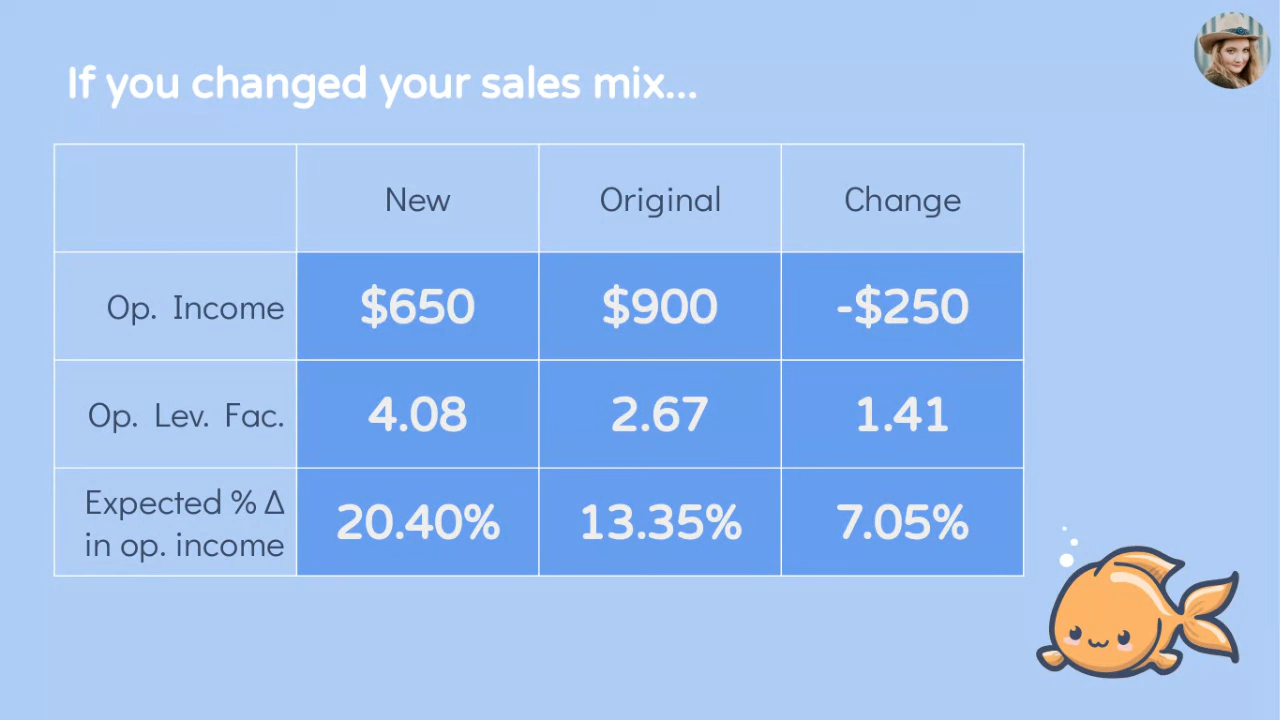 If you changed your sales mix...
New Original Change
Op. Income $650 $900 -$250
Op. Lev. Fac. 4.08 2.67 1.41
Expected % Δ
in op. income 20.40% 13.35% 7.05%